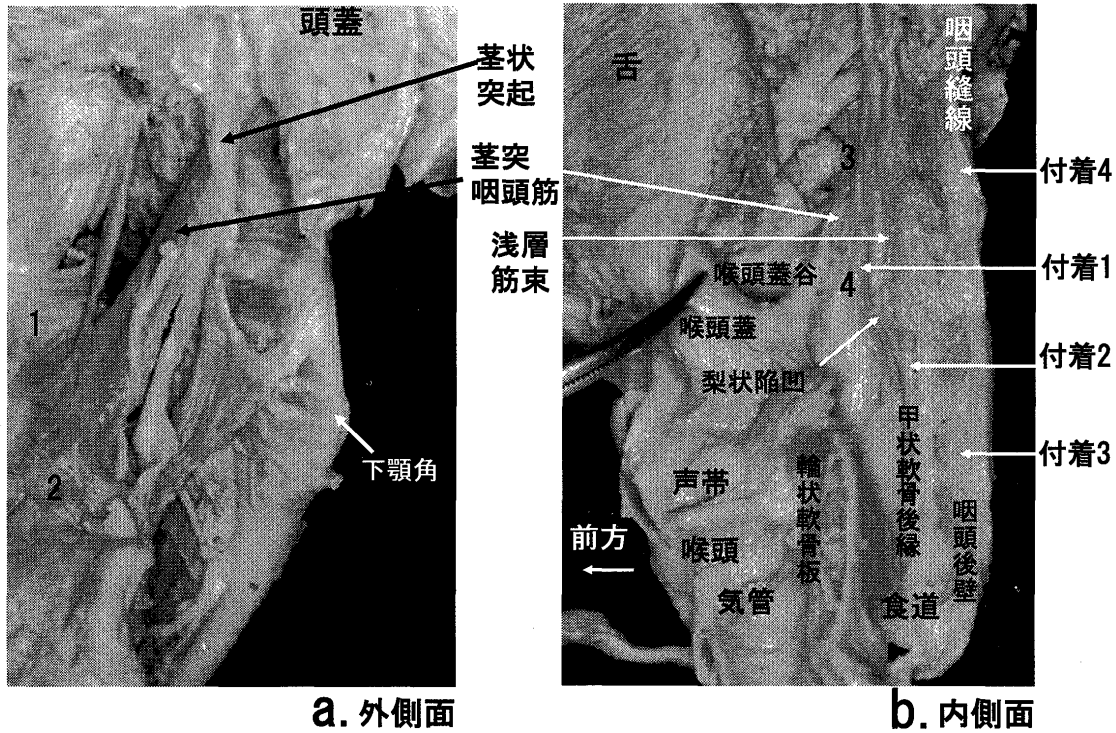 頭蓋
茎状
突起
茎突
咽頭筋
浅層
筋束
1
2
下顎角
a. 外側面
舌
咽頭縫線
3
4
喉頭蓋谷
喉頭蓋
梨状陥凹
声帯
喉頭
気管
輪状軟骨板
甲状軟骨後縁
咽頭後壁
食道
前方
付着4
付着1
付着2
付着3
b. 内側面